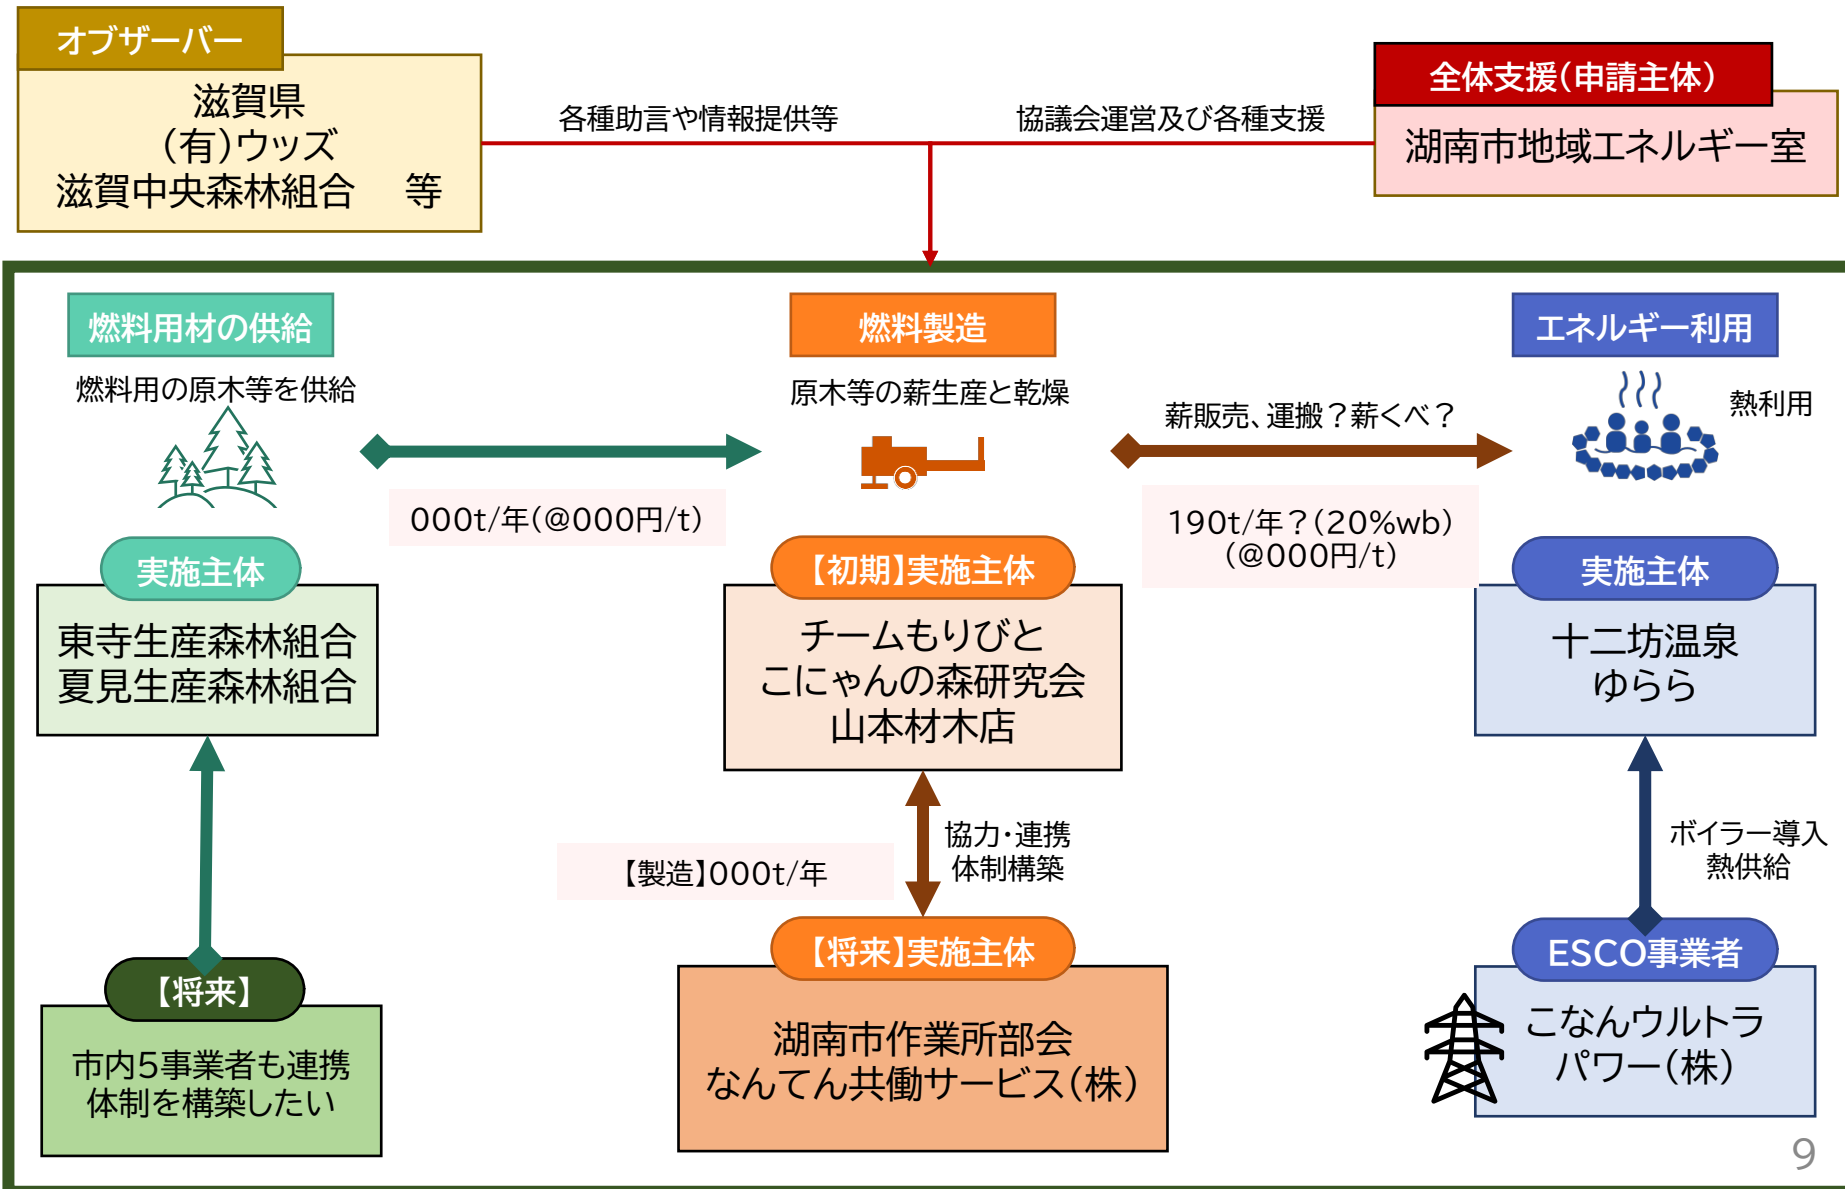 オブザーバー
滋賀県
(有)ウッズ
滋賀中央森林組合 等
各種助言や情報提供等
協議会運営及び各種支援
全体支援(申請主体)
湖南市地域エネルギー室
燃料用材の供給
燃料用の原木等を供給
000t/年(@000円/t)
実施主体
東寺生産森林組合
夏見生産森林組合
【将来】
市内5事業者も連携
体制を構築したい
燃料製造
原木等の薪生産と乾燥
【初期】実施主体
チームもりびと
こにゃんの森研究会
山本材木店
【製造】000t/年
協力・連携
体制構築
【将来】実施主体
湖南市作業所部会
なんてん共働サービス(株)
薪販売、運搬?薪くべ?
190t/年?(20%wb)
(@000円/t)
エネルギー利用
熱利用
実施主体
十二坊温泉
ゆらら
ボイラー導入
熱供給
ESCO事業者
こなんウルトラ
パワー(株)
9